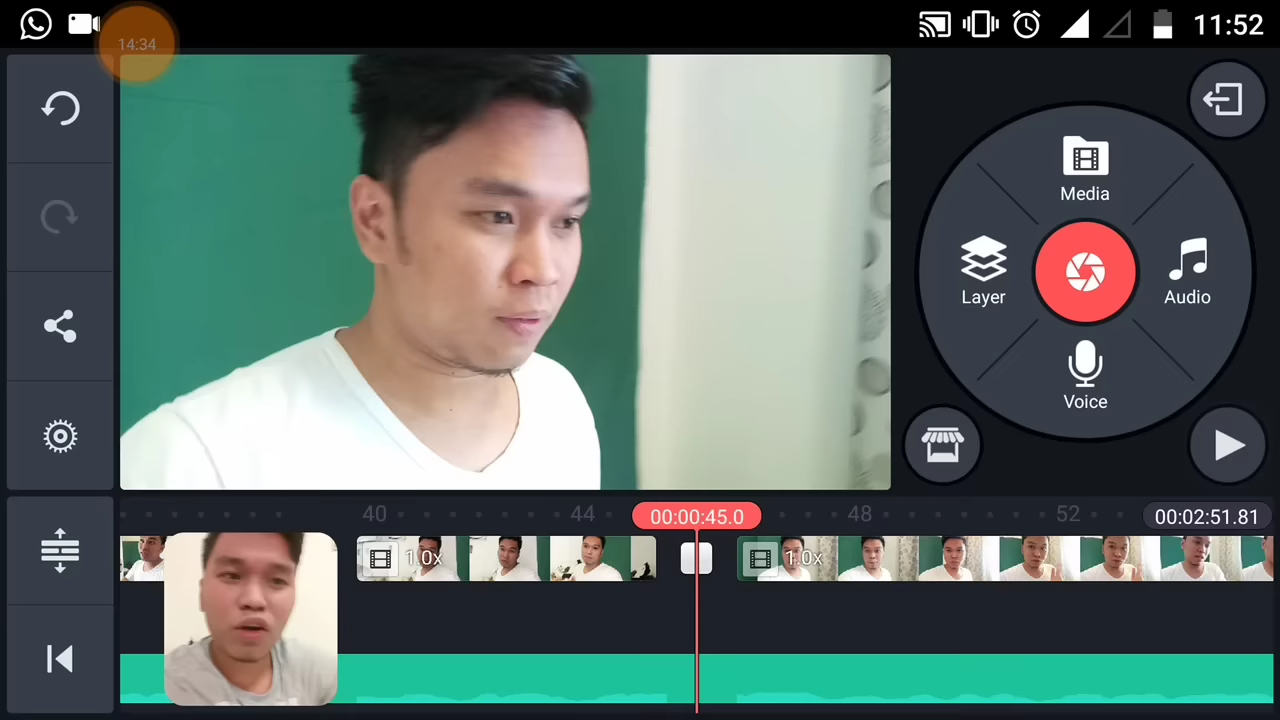 14:34
11:52
Media
Layer
Audio
Voice
40
44
00:00:45.0
48
52
00:02:51.81
1.0x
1.0x